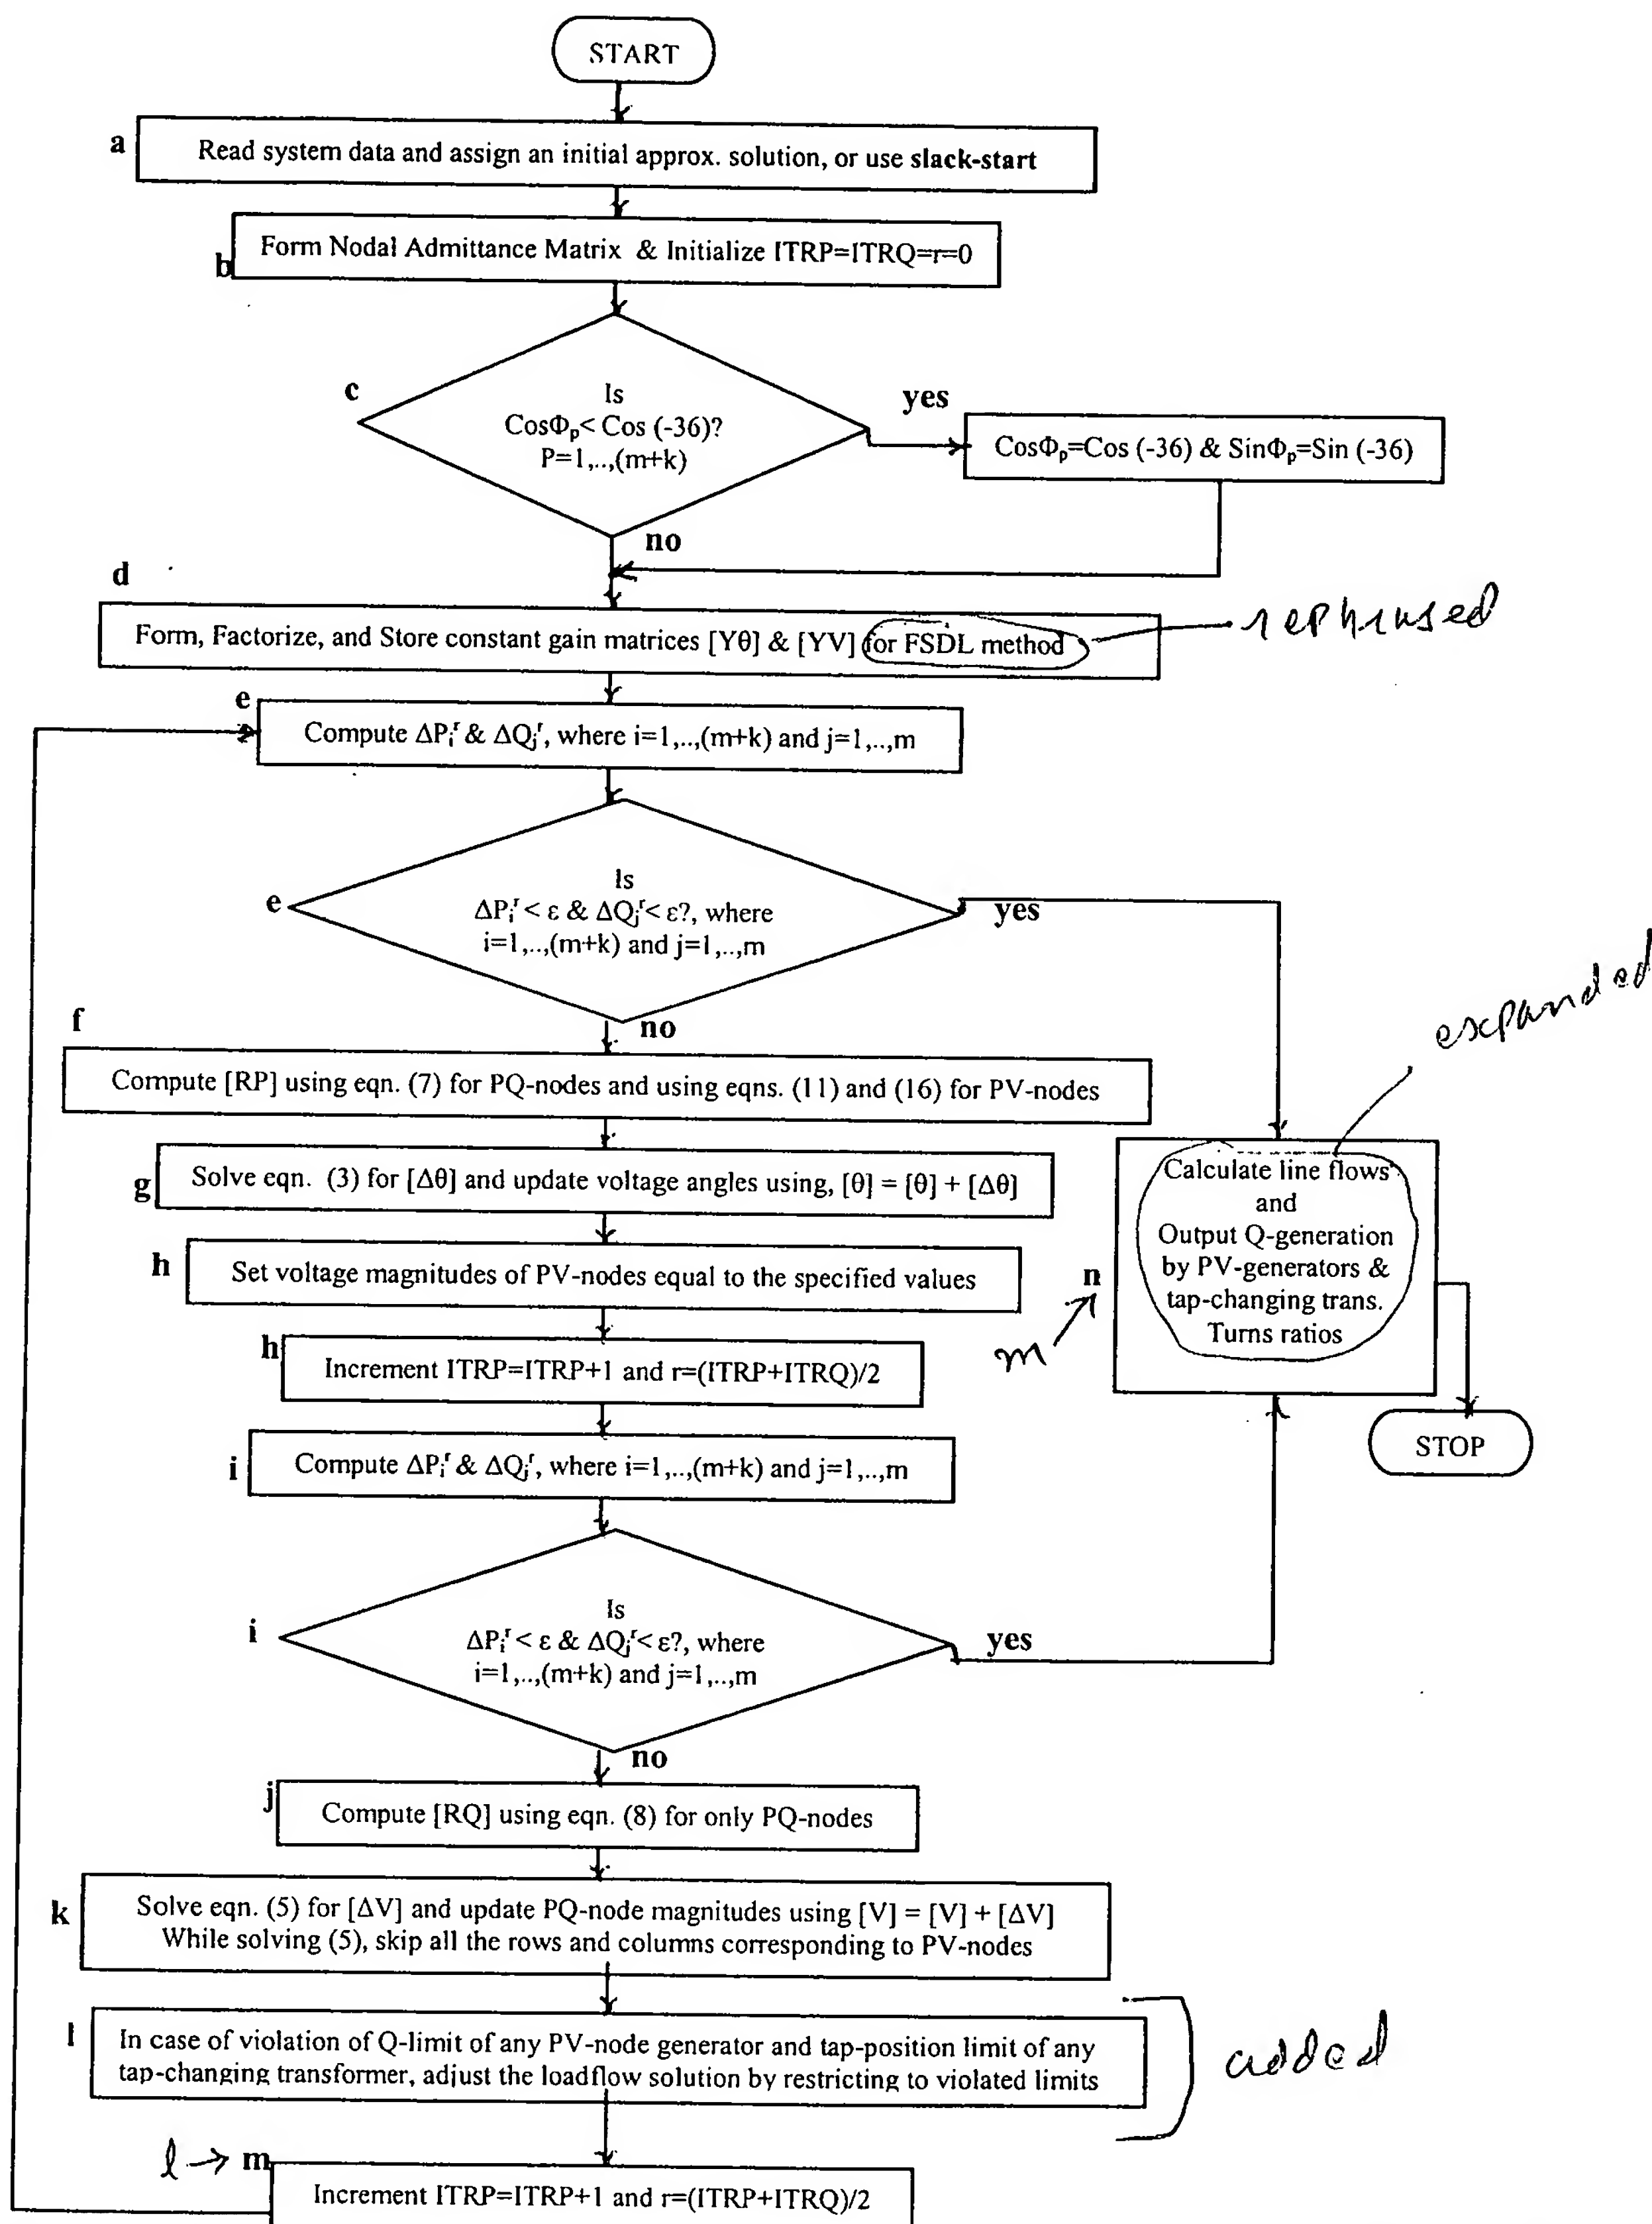 START
a
Read system data and assign an initial approx. solution, or use slack-start
b
Form Nodal Admittance Matrix & Initialize ITRP=ITRQ=r=0
c
Is
CosΦₚ< Cos (-36)?
P=1,..,(m+k)
yes
CosΦₚ=Cos (-36) & SinΦₚ=Sin (-36)
no
d
Form, Factorize, and Store constant gain matrices [Yθ] & [YV] for FSDL method
rephrased
e
Compute ΔPᵢʳ & ΔQⱼʳ, where i=1,..,(m+k) and j=1,..,m
e
Is
ΔPᵢʳ < ε & ΔQⱼʳ< ε?, where
i=1,..,(m+k) and j=1,..,m
yes
no
expanded
f
Compute [RP] using eqn. (7) for PQ-nodes and using eqns. (11) and (16) for PV-nodes
g
Solve eqn. (3) for [Δθ] and update voltage angles using, [θ] = [θ] + [Δθ]
h
Set voltage magnitudes of PV-nodes equal to the specified values
n
m
Calculate line flows
and
Output Q-generation
by PV-generators &
tap-changing trans.
Turns ratios
h
Increment ITRP=ITRP+1 and r=(ITRP+ITRQ)/2
STOP
i
Compute ΔPᵢʳ & ΔQⱼʳ, where i=1,..,(m+k) and j=1,..,m
i
Is
ΔPᵢʳ < ε & ΔQⱼʳ< ε?, where
i=1,..,(m+k) and j=1,..,m
yes
no
j
Compute [RQ] using eqn. (8) for only PQ-nodes
k
Solve eqn. (5) for [ΔV] and update PQ-node magnitudes using [V] = [V] + [ΔV]
While solving (5), skip all the rows and columns corresponding to PV-nodes
l
In case of violation of Q-limit of any PV-node generator and tap-position limit of any
tap-changing transformer, adjust the loadflow solution by restricting to violated limits
added
l → m
Increment ITRP=ITRP+1 and r=(ITRP+ITRQ)/2